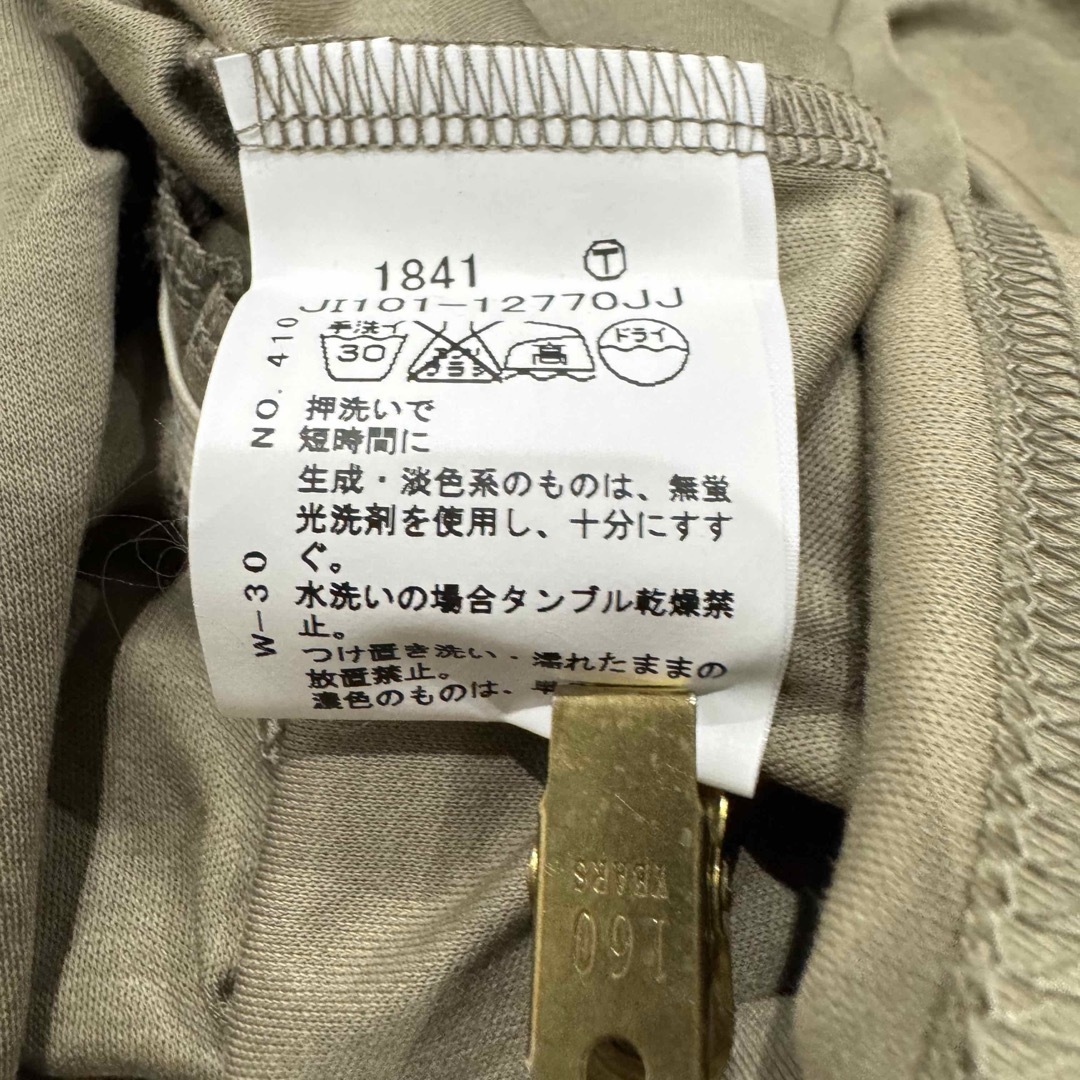 1841 Ⓣ
JI101-12770JJ
手洗イ
30
エンソ
高
ドライ
NO. 410
W-30
押洗いで
短時間に
生成・淡色系のものは、無蛍
光洗剤を使用し、十分にすす
ぐ。
水洗いの場合タンブル乾燥禁
止。
つけ置き洗い・濡れたままの
放置禁止。
濃色のものは、
160
YEARS